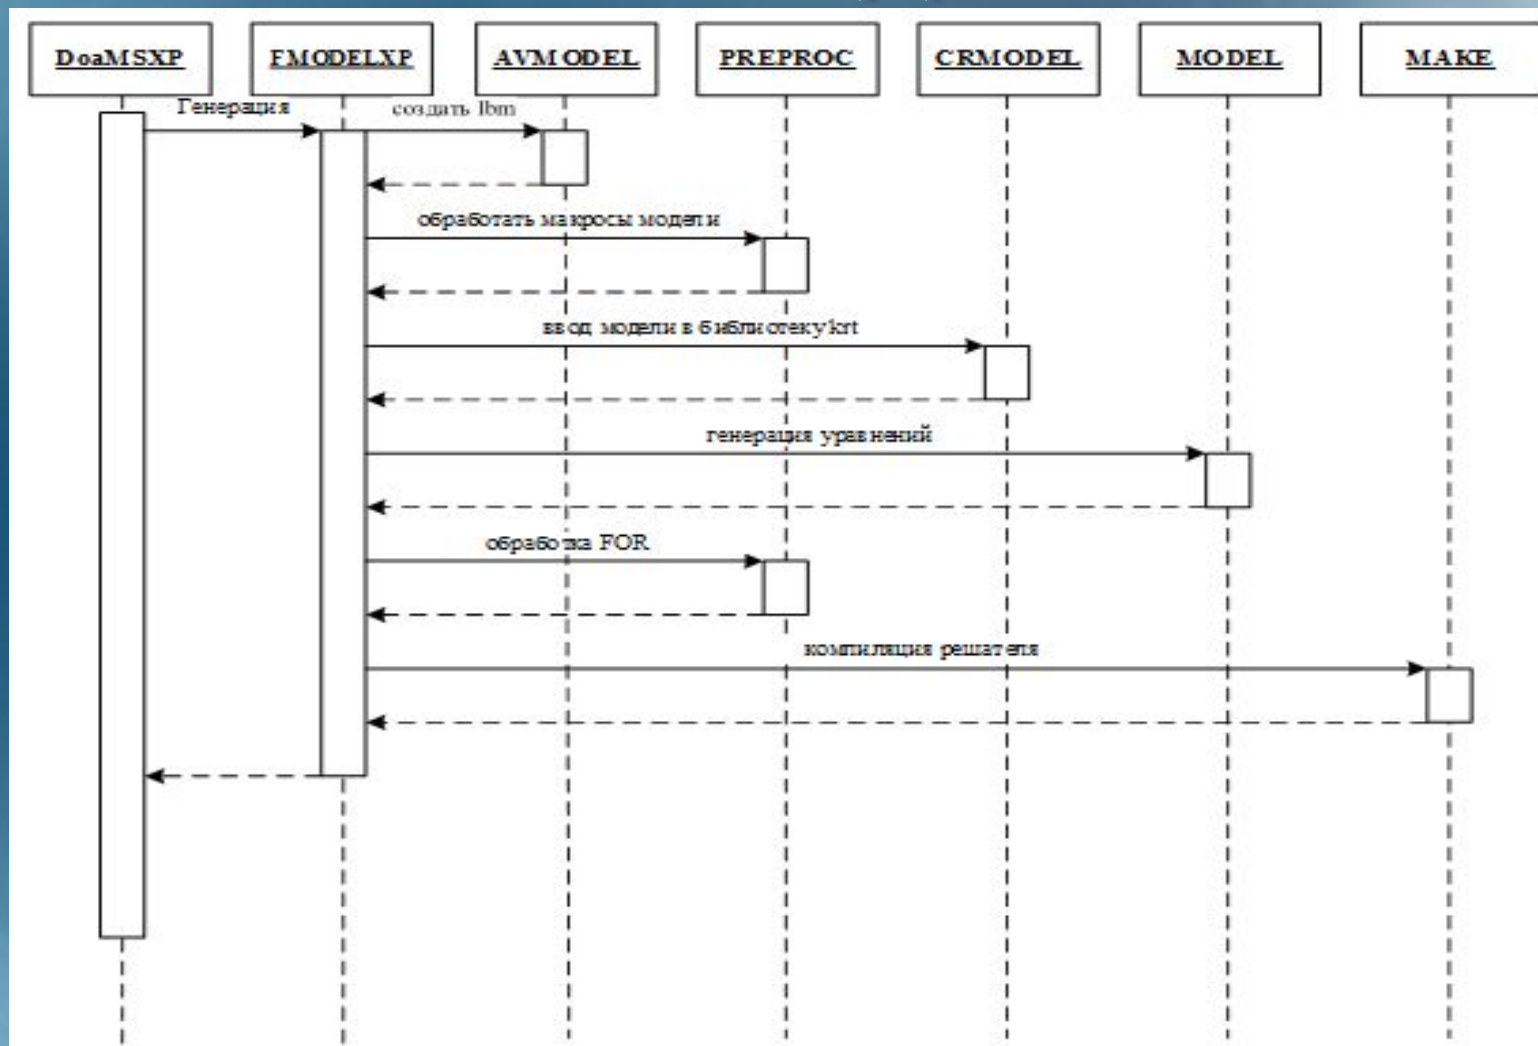 DoaMSXP
FMODELXP
AVMODEL
PREPROC
CRMODEL
MODEL
MAKE
Генерация
создать lbm
обработать макросы модели
ввод модели в библиотеку krt
генерация уравнений
обработка FOR
компиляция решателя